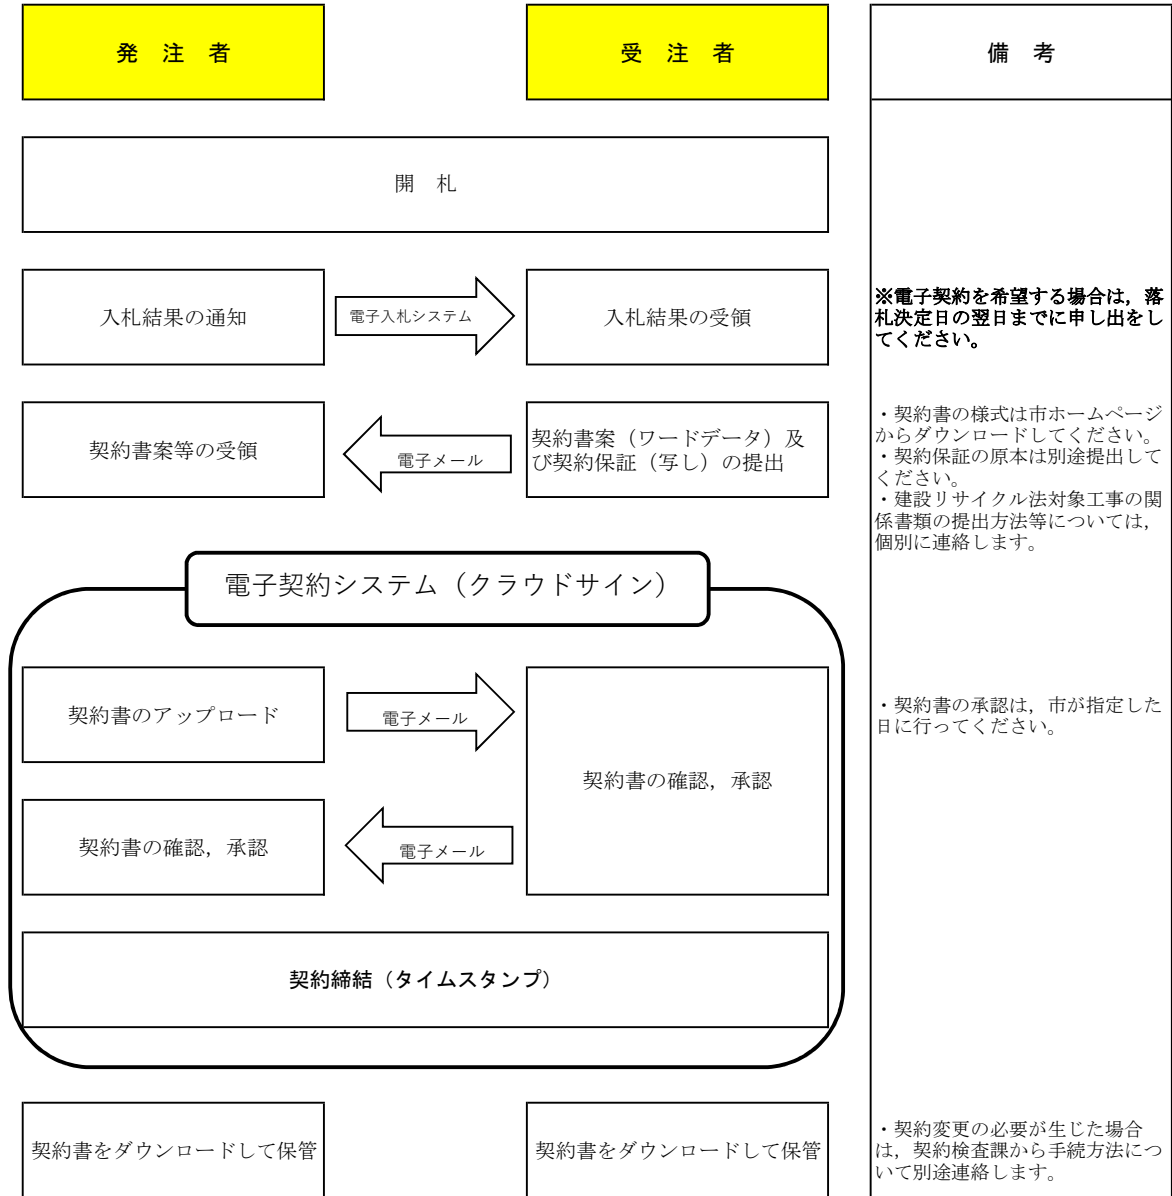 発　注　者
受　注　者
備　考
開　札
入札結果の通知
電子入札システム
入札結果の受領
※電子契約を希望する場合は，落
札決定日の翌日までに申し出をし
てください。
契約書案等の受領
電子メール
契約書案（ワードデータ）及
び契約保証（写し）の提出
・契約書の様式は市ホームページ
からダウンロードしてください。
・契約保証の原本は別途提出して
ください。
・建設リサイクル法対象工事の関
係書類の提出方法等については，
個別に連絡します。
電子契約システム（クラウドサイン）
契約書のアップロード
電子メール
契約書の確認，承認
・契約書の承認は，市が指定した
日に行ってください。
契約書の確認，承認
電子メール
契約締結（タイムスタンプ）
契約書をダウンロードして保管
契約書をダウンロードして保管
・契約変更の必要が生じた場合
は，契約検査課から手続方法につ
いて別途連絡します。